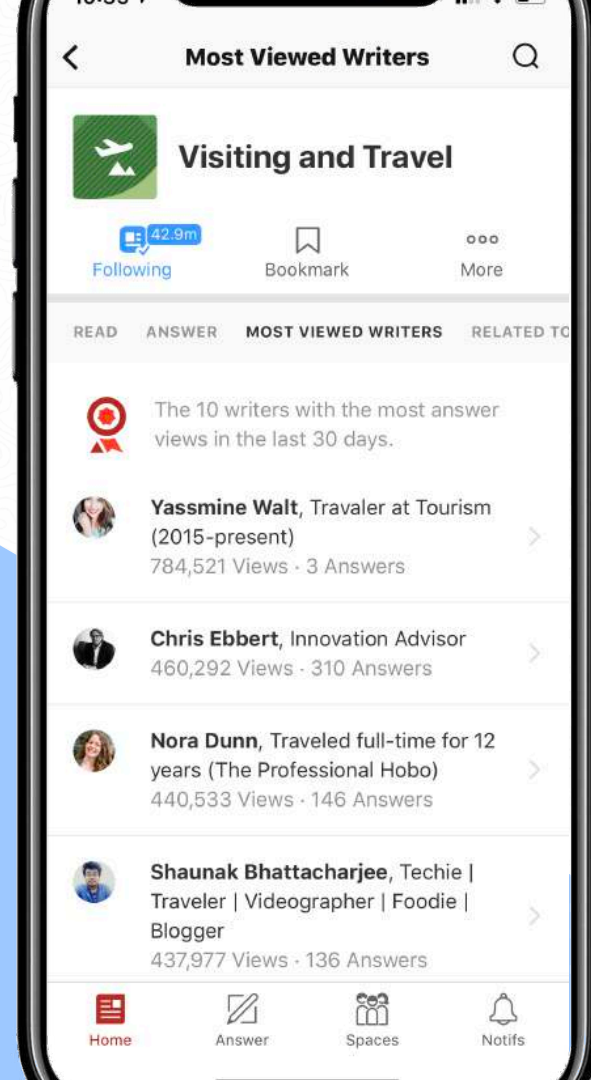 Most Viewed Writers
Visiting and Travel
42.9m
Following
Bookmark
More
READ ANSWER MOST VIEWED WRITERS RELATED TO
The 10 writers with the most answer
views in the last 30 days.
Yassmine Walt, Travaler at Tourism
(2015-present)
784,521 Views · 3 Answers
Chris Ebbert, Innovation Advisor
460,292 Views · 310 Answers
Nora Dunn, Traveled full-time for 12
years (The Professional Hobo)
440,533 Views · 146 Answers
Shaunak Bhattacharjee, Techie |
Traveler | Videographer | Foodie |
Blogger
437,977 Views · 136 Answers
Home Answer Spaces Notifs